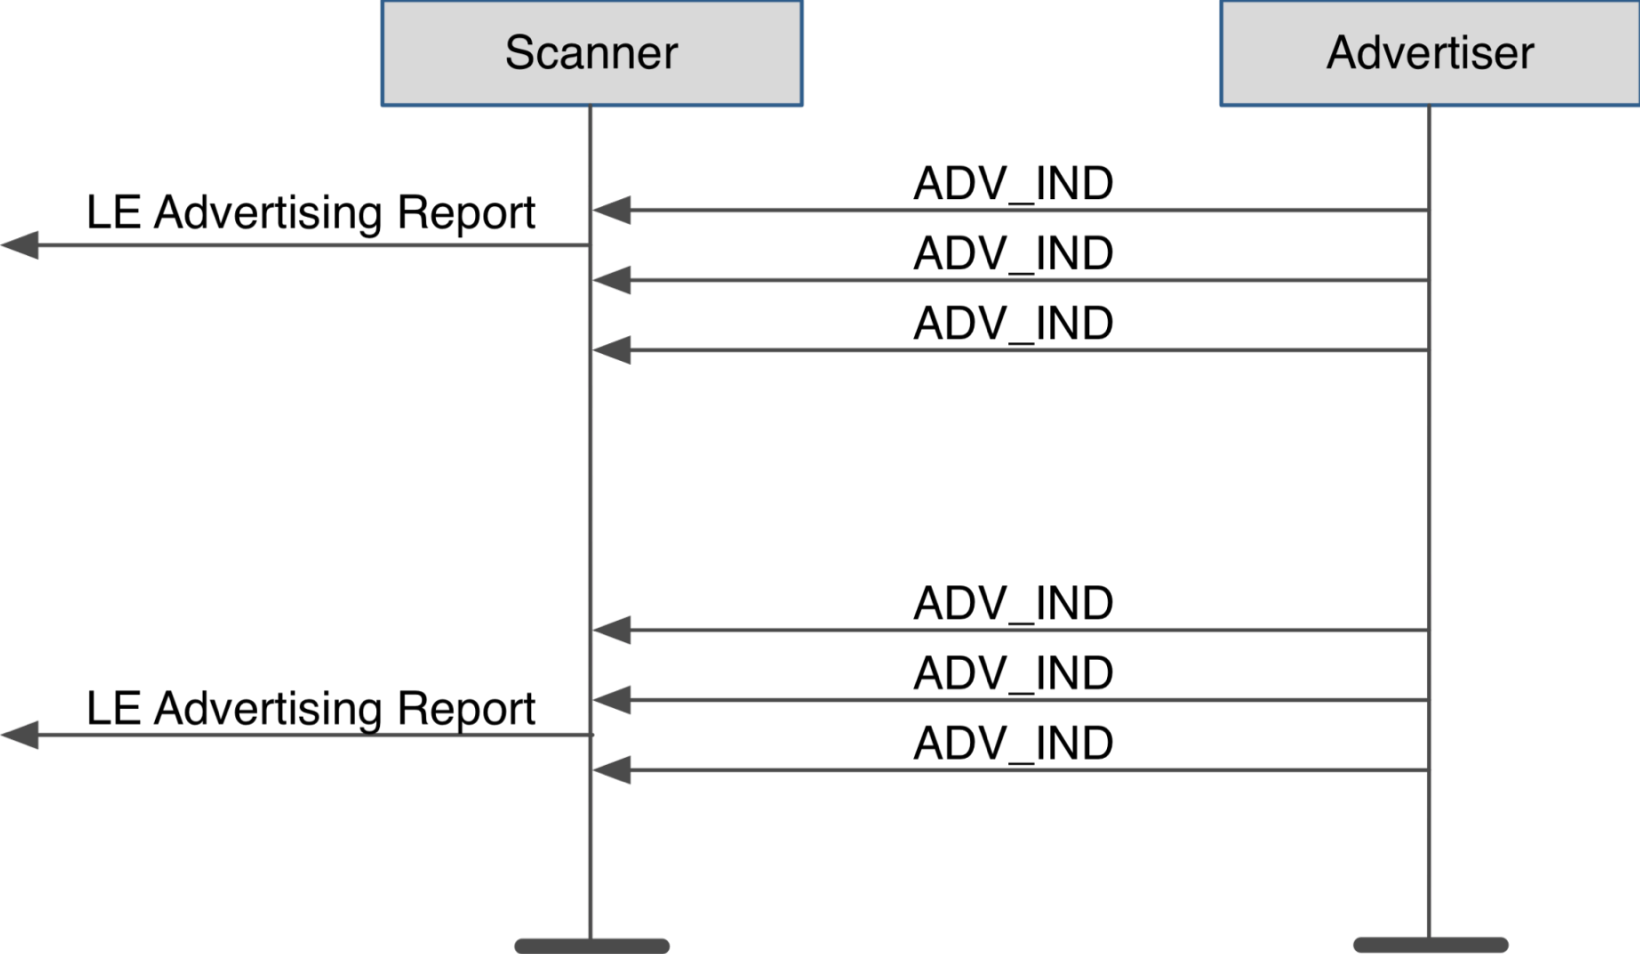 Scanner
Advertiser
ADV_IND
LE Advertising Report
ADV_IND
ADV_IND
ADV_IND
ADV_IND
LE Advertising Report
ADV_IND